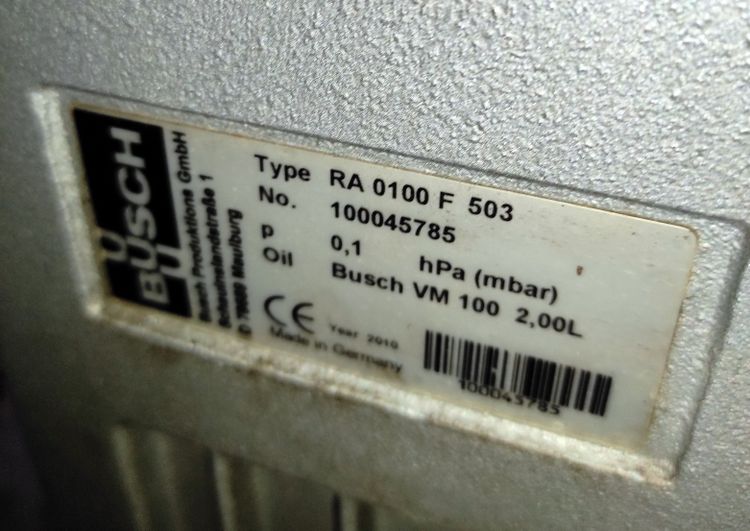 BUSCH
Busch Produktions GmbH
Schauinslandstraße 1
D 79689 Maulburg
Type RA 0100 F 503
No. 100045785
p 0,1 hPa (mbar)
Oil Busch VM 100 2,00L
CE Year 2010
Made in Germany
100045785